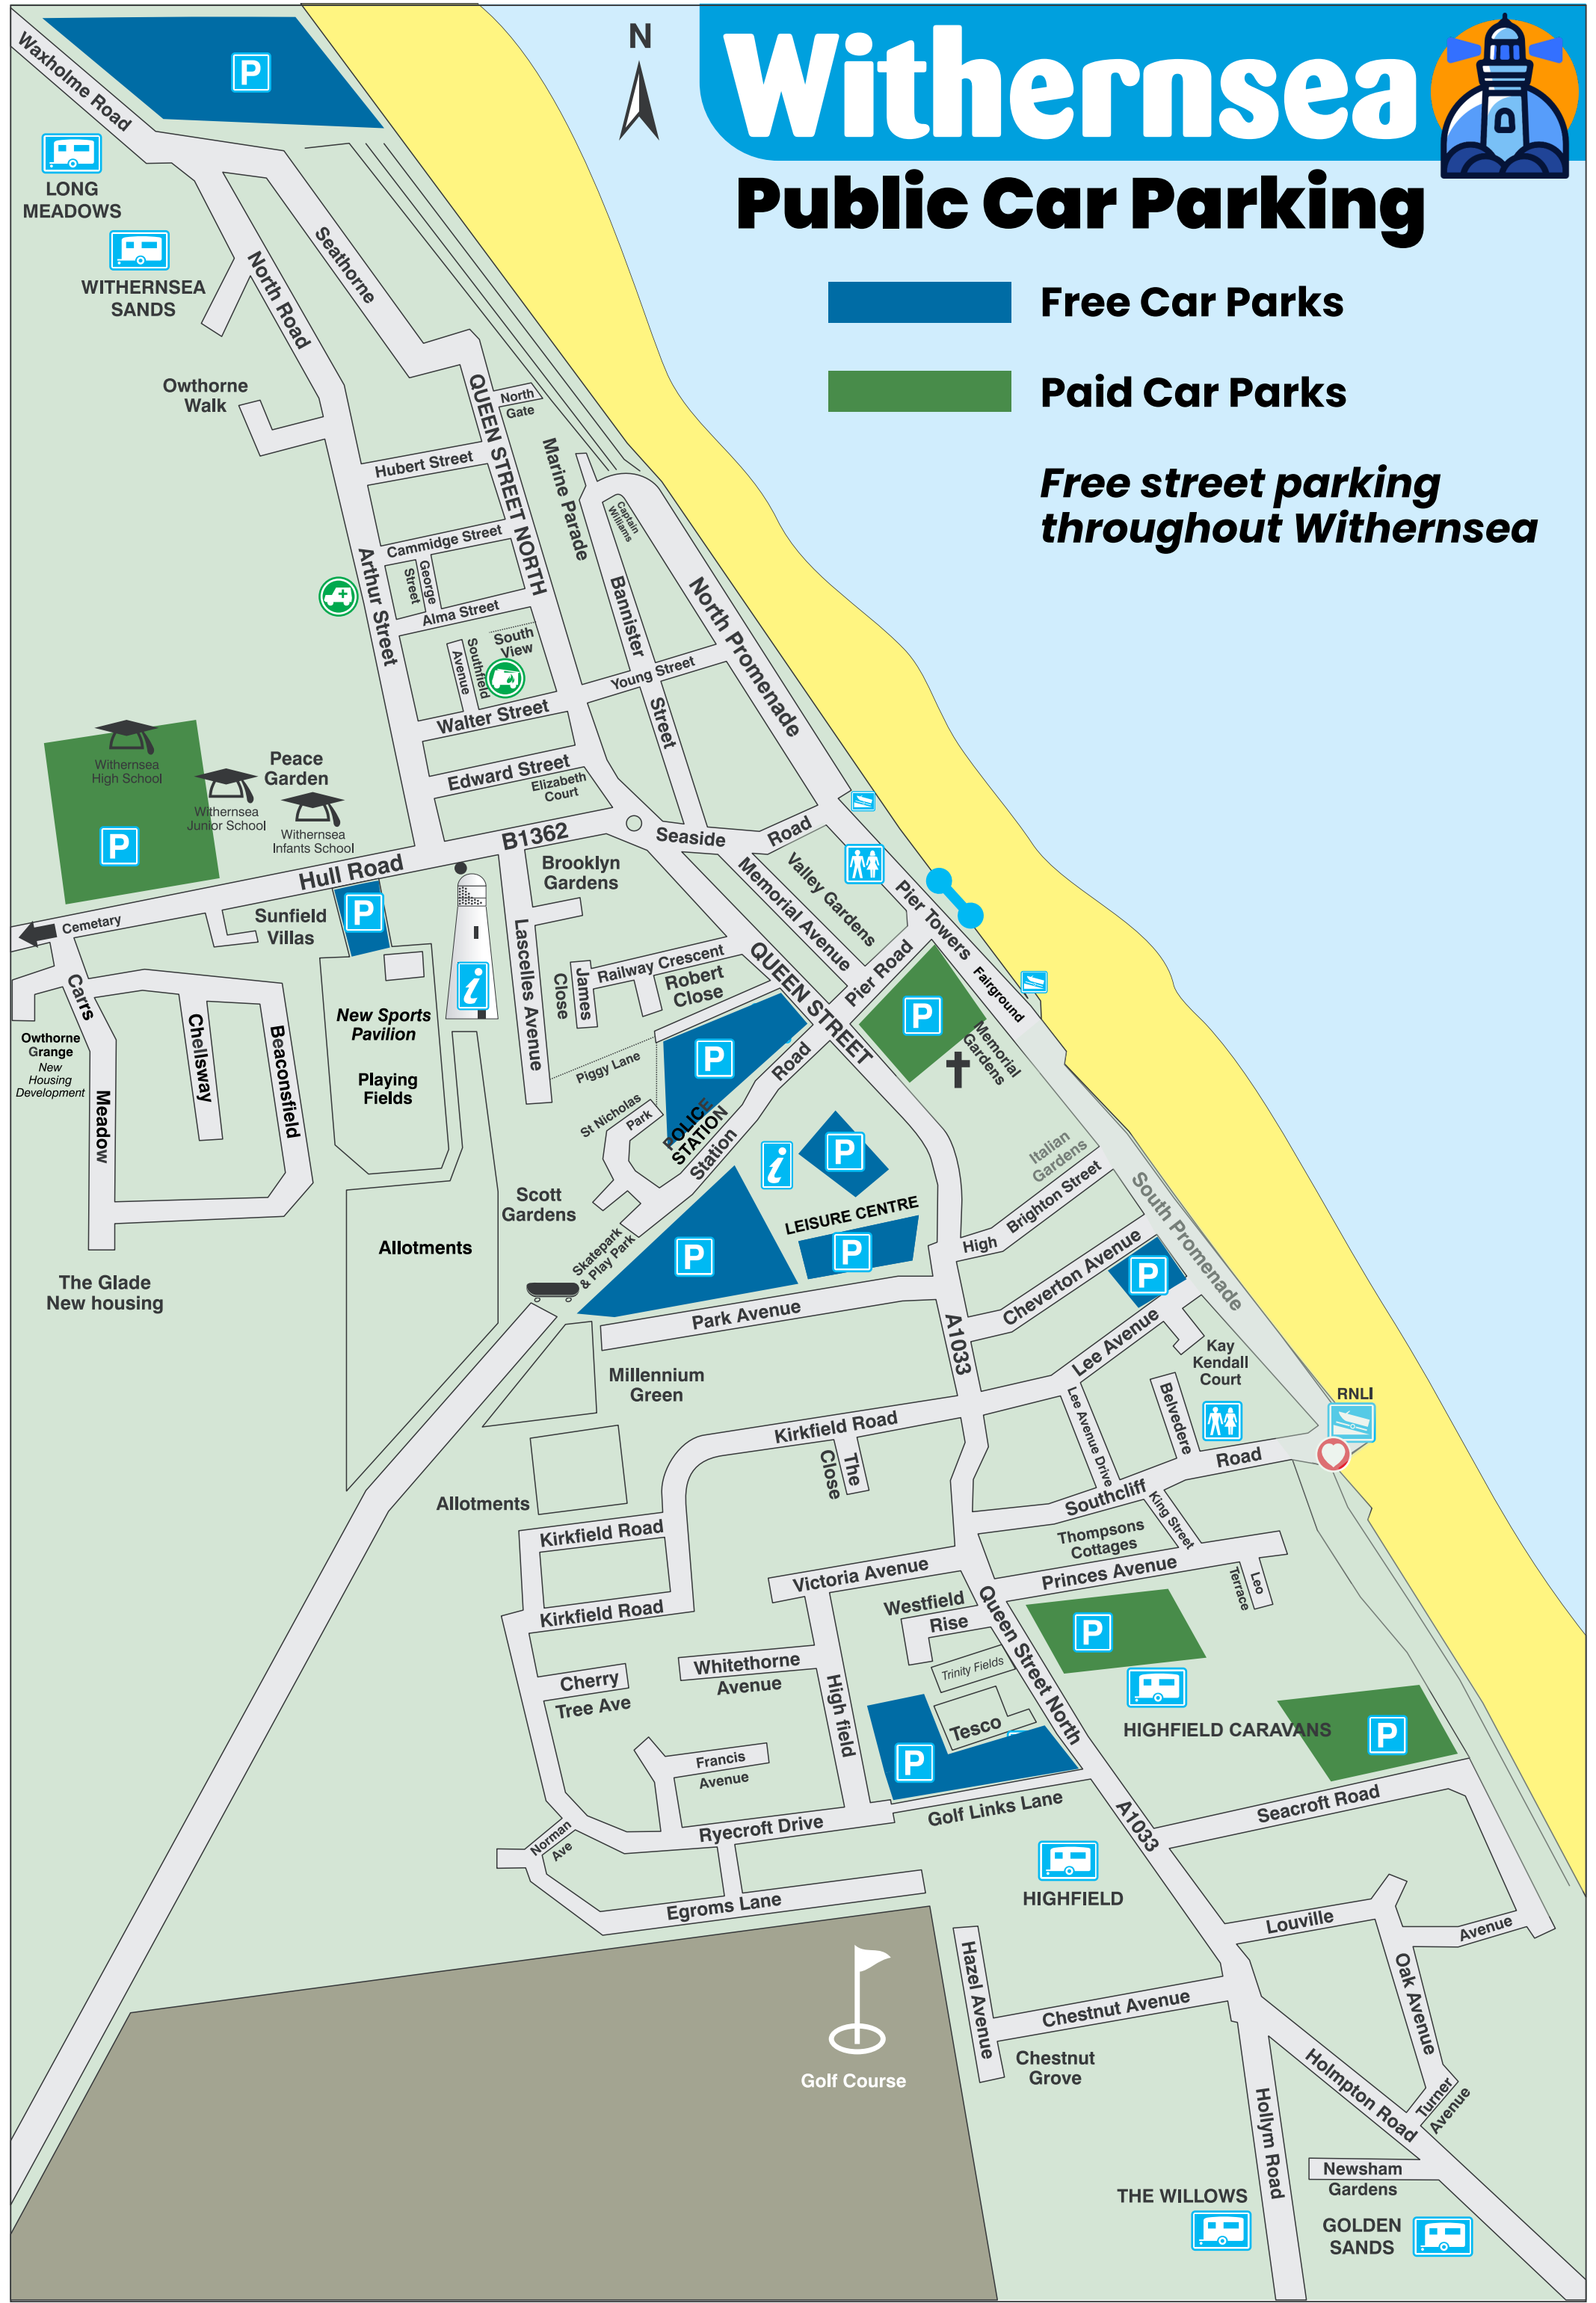 Withernsea
Public Car Parking
Free Car Parks
Paid Car Parks
Free street parking
throughout Withernsea
N
P
Waxholme Road
LONG
MEADOWS
WITHERNSEA
SANDS
Seathorne
North Road
Owthorne
Walk
QUEEN STREET NORTH
North
Gate
Hubert Street
Marine Parade
Captain
Williams
Cammidge Street
George
Street
Arthur Street
Alma Street
Bannister
Street
North Promenade
South
View
Southfield
Avenue
Young Street
Walter Street
Edward Street
Elizabeth
Court
Withernsea
High School
Peace
Garden
Withernsea
Junior School
Withernsea
Infants School
P
Hull Road
B1362
Seaside
Road
Brooklyn
Gardens
Memorial Avenue
Valley Gardens
Pier Towers
Cemetary
Sunfield
Villas
P
Lascelles Avenue
James
Close
Railway Crescent
Robert
Close
QUEEN STREET
Pier Road
Fairground
P
Memorial
Gardens
Carrs
Meadow
Chellsway
Beaconsfield
Owthorne
Grange
New
Housing
Development
New Sports
Pavilion
Playing
Fields
i
Piggy Lane
P
St Nicholas
Park
POLICE
STATION
Station
Road
i
P
Italian
Gardens
High
Brighton Street
South Promenade
Scott
Gardens
LEISURE CENTRE
P
P
Skatepark
& Play Park
Allotments
The Glade
New housing
Park Avenue
A1033
Cheverton Avenue
P
Lee Avenue
Kay
Kendall
Court
Millennium
Green
Lee Avenue Drive
Belvedere
RNLI
Kirkfield Road
The
Close
Road
Southcliff
King Street
Allotments
Kirkfield Road
Thompsons
Cottages
Princes Avenue
Leo
Terrace
Victoria Avenue
Westfield
Rise
Kirkfield Road
Queen Street North
P
Trinity Fields
Whitethorne
Avenue
Cherry
Tree Ave
High field
Tesco
P
HIGHFIELD CARAVANS
P
Francis
Avenue
Golf Links Lane
Seacroft Road
Ryecroft Drive
A1033
Norman
Ave
HIGHFIELD
Egroms Lane
Louville
Avenue
Hazel Avenue
Oak Avenue
Chestnut Avenue
Chestnut
Grove
Golf Course
Holmpton Road
Turner
Avenue
Hollym Road
Newsham
Gardens
THE WILLOWS
GOLDEN
SANDS